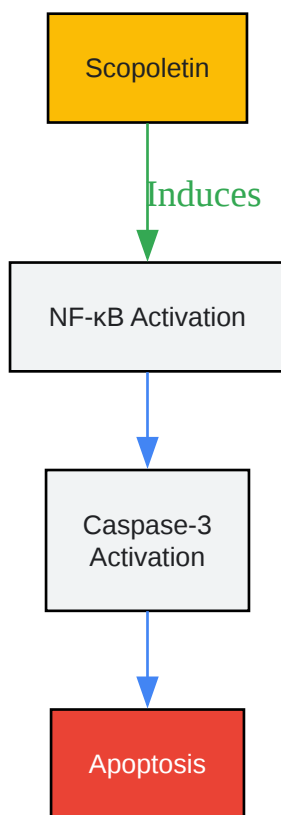 Scopoletin
Induces
NF-κB Activation
Caspase-3
Activation
Apoptosis